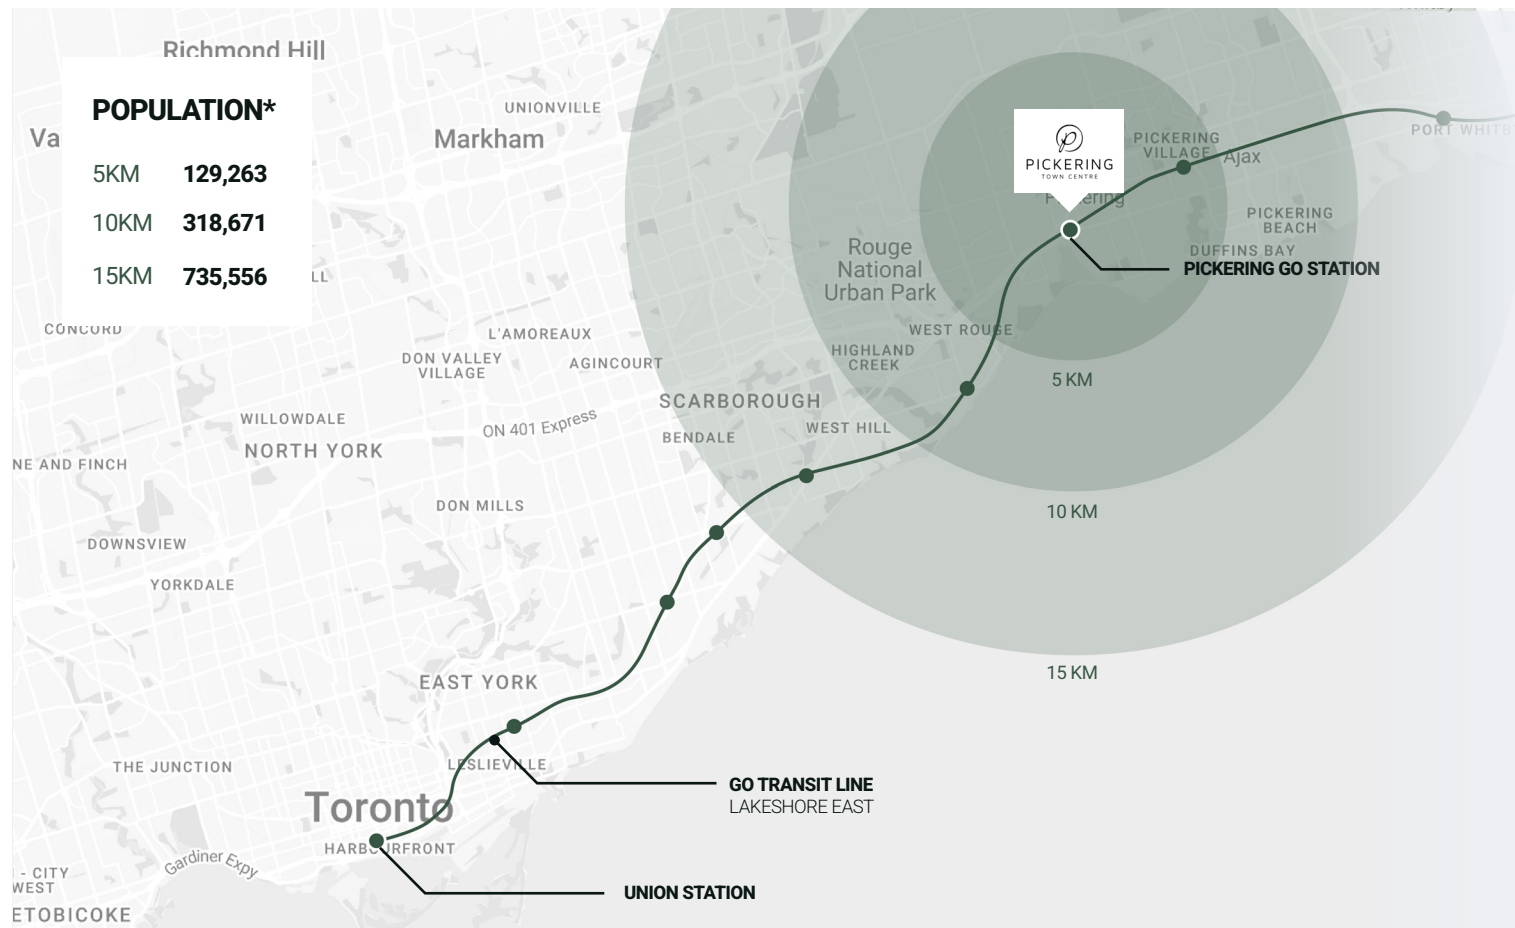 Richmond Hill
POPULATION*
5KM 129,263
10KM 318,671
15KM 735,556
UNIONVILLE
Markham
PICKERING
TOWN CENTRE
PICKERING
VILLAGE
Ajax
Pickering
PICKERING
BEACH
DUFFINS BAY
PICKERING GO STATION
Rouge
National
Urban Park
WEST ROUGE
HIGHLAND
CREEK
5 KM
CONCORD
L'AMOREAUX
DON VALLEY
VILLAGE
AGINCOURT
SCARBOROUGH
WILLOWDALE
ON 401 Express
WEST HILL
BENDALE
NORTH YORK
NE AND FINCH
DON MILLS
10 KM
DOWNSVIEW
YORKDALE
15 KM
EAST YORK
THE JUNCTION
LESLIEVILLE
GO TRANSIT LINE
LAKESHORE EAST
Toronto
HARBOURFRONT
Gardiner Expy
- CITY
WEST
UNION STATION
ETOBICOKE